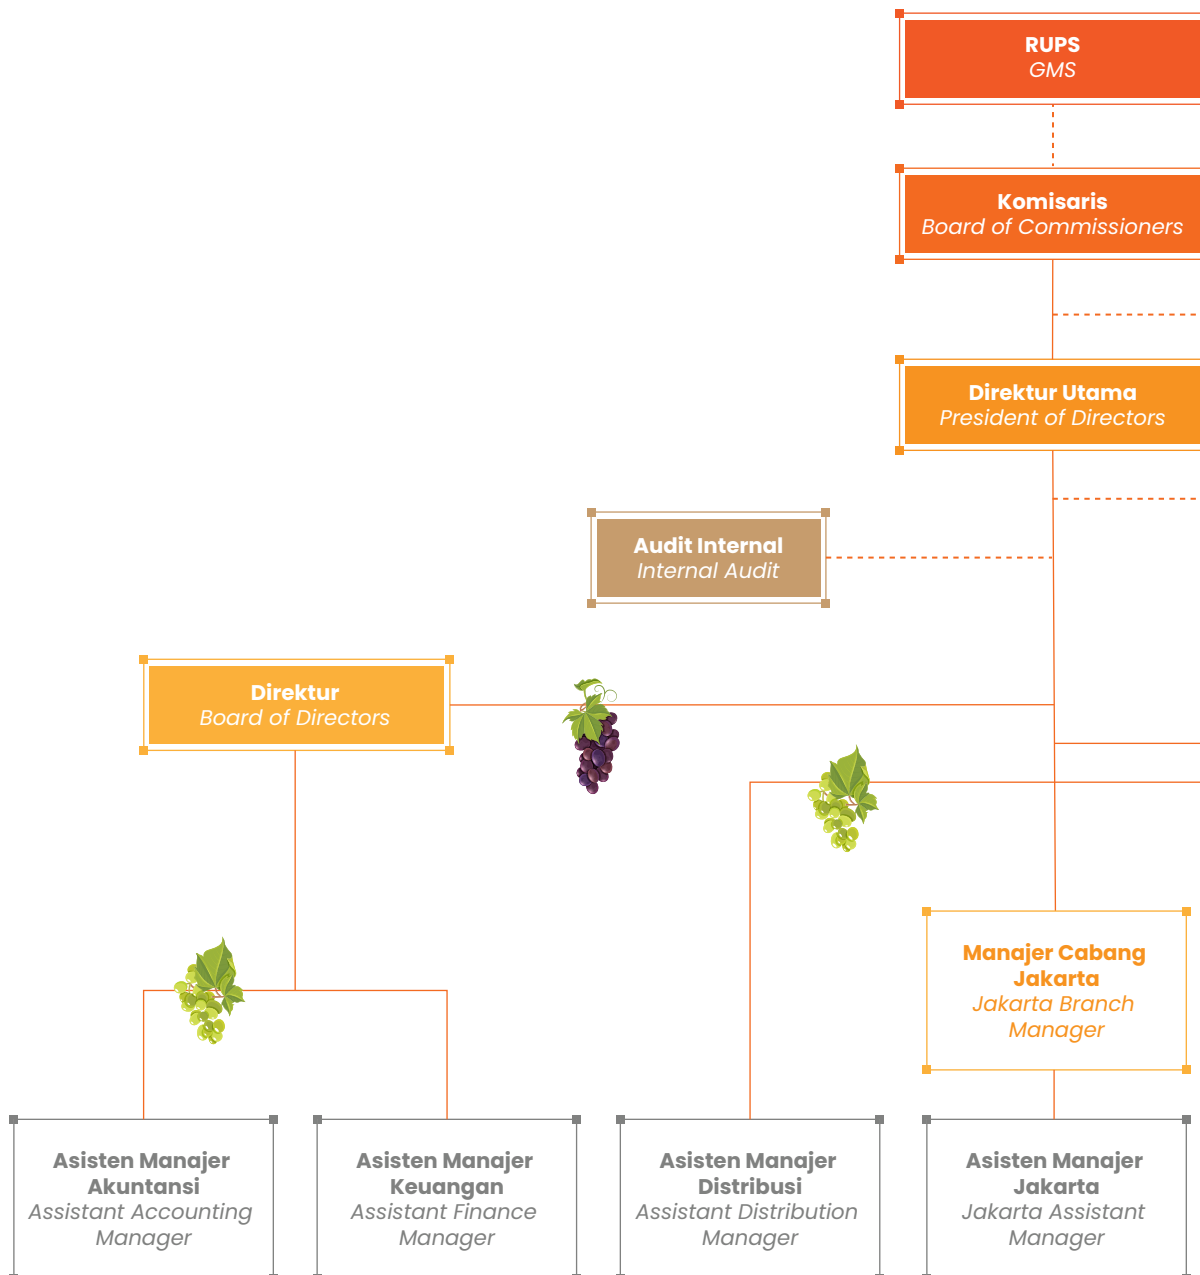 RUPS
GMS
Komisaris
Board of Commissioners
Direktur Utama
President of Directors
Audit Internal
Internal Audit
Direktur
Board of Directors
Manajer Cabang
Jakarta
Jakarta Branch
Manager
Asisten Manajer
Akuntansi
Assistant Accounting
Manager
Asisten Manajer
Keuangan
Assistant Finance
Manager
Asisten Manajer
Distribusi
Assistant Distribution
Manager
Asisten Manajer
Jakarta
Jakarta Assistant
Manager